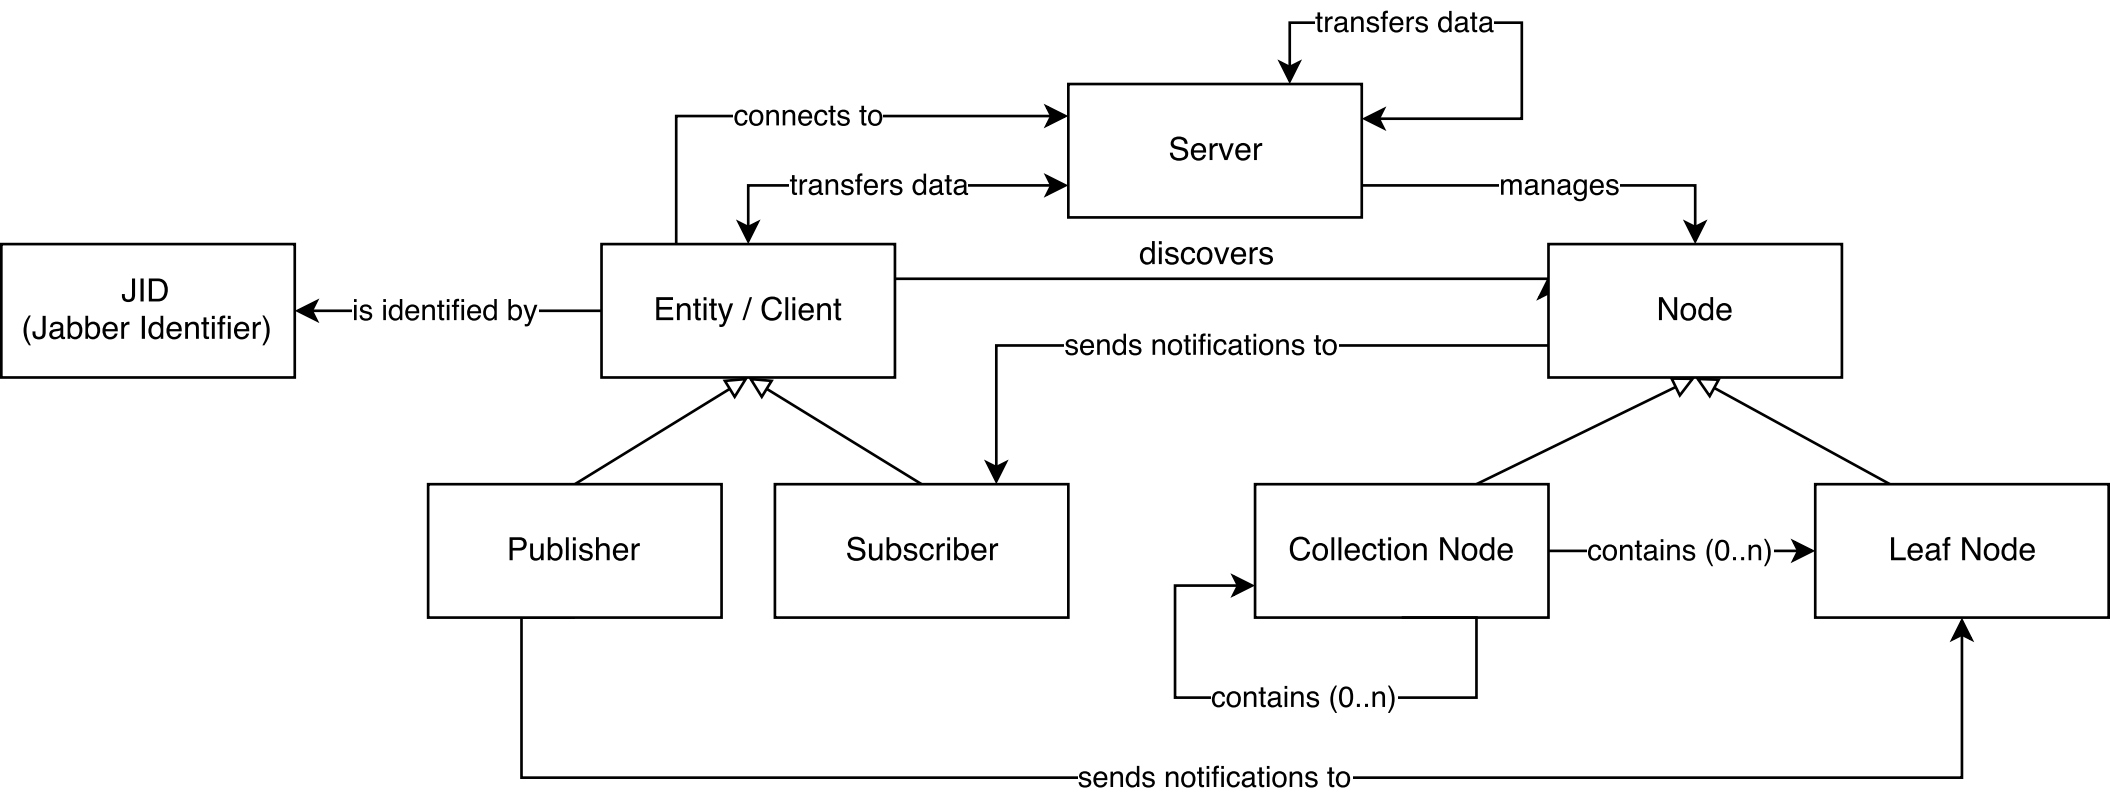 transfers data
connects to
Server
transfers data
manages
discovers
JID
(Jabber Identifier)
is identified by
Entity / Client
Node
sends notifications to
Publisher
Subscriber
Collection Node
contains (0..n)
Leaf Node
contains (0..n)
sends notifications to